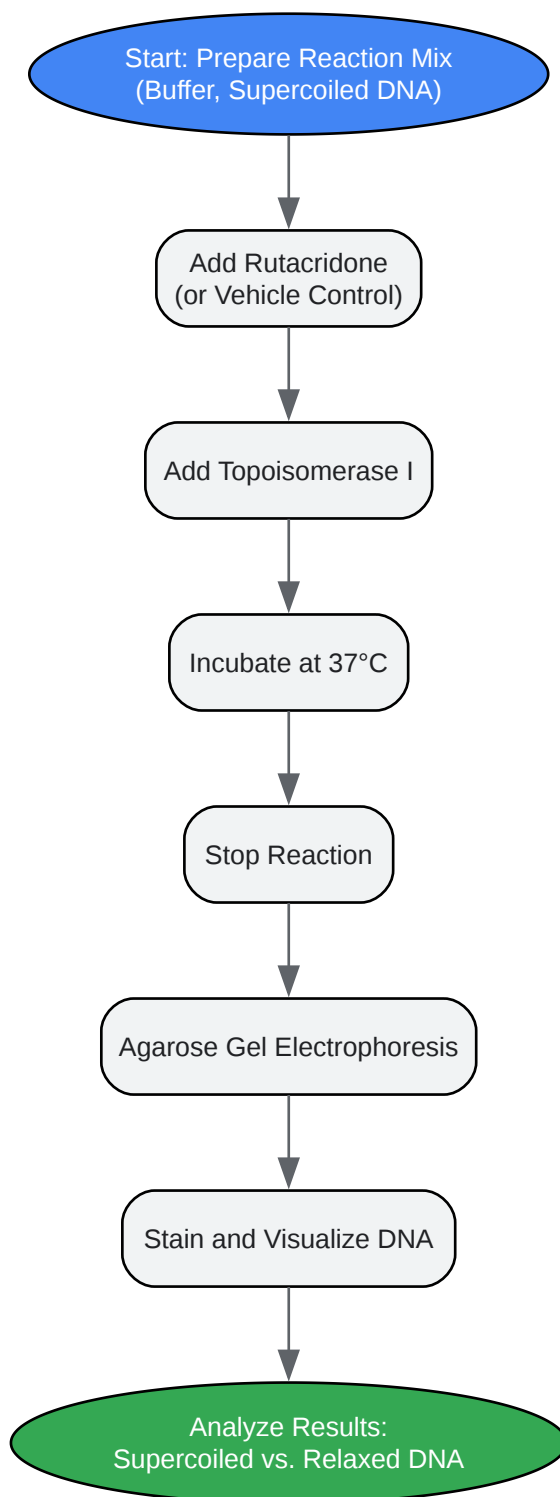 Start: Prepare Reaction Mix
(Buffer, Supercoiled DNA)
Add Rutacridone
(or Vehicle Control)
Add Topoisomerase I
Incubate at 37°C
Stop Reaction
Agarose Gel Electrophoresis
Stain and Visualize DNA
Analyze Results:
Supercoiled vs. Relaxed DNA